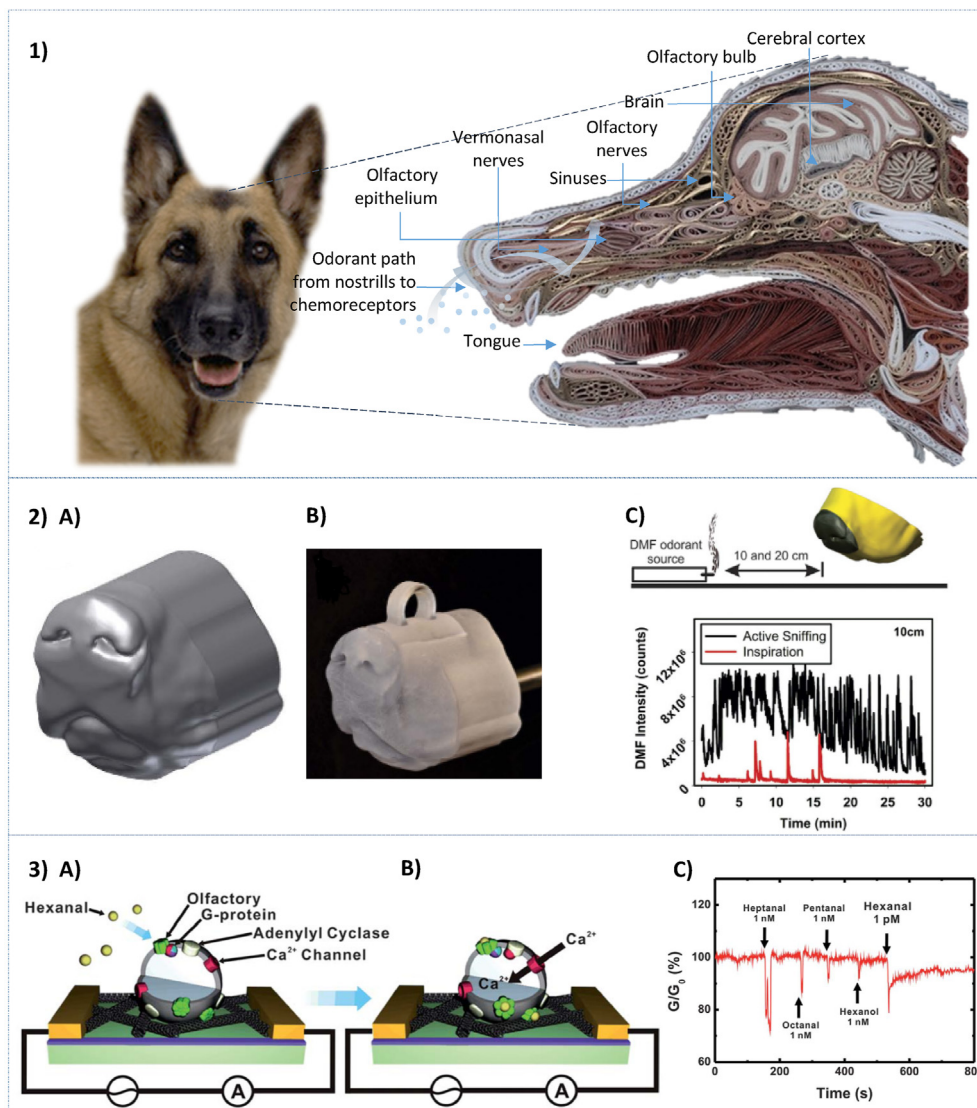 1)
Cerebral cortex
Olfactory bulb
Brain
Vermonasal
nerves
Olfactory
nerves
Sinuses
Olfactory
epithelium
Odorant path
from nostrills to
chemoreceptors
Tongue
2) A)
B)
C)
DMF odorant
source
10 and 20 cm
Active Sniffing
Inspiration
10cm
DMF Intensity (counts)
12x10⁶
8x10⁶
4x10⁶
0
0 5 10 15 20 25 30
Time (min)
3) A)
Hexanal
Olfactory
G-protein
Adenylyl Cyclase
Ca²⁺ Channel
A
B)
Ca²⁺
Ca²⁺
A
C)
G/G₀ (%)
120
100
80
60
Heptanal
1 nM
Pentanal
1 nM
Hexanal
1 pM
Octanal
1 nM
Hexanol
1 nM
0 200 400 600 800
Time (s)